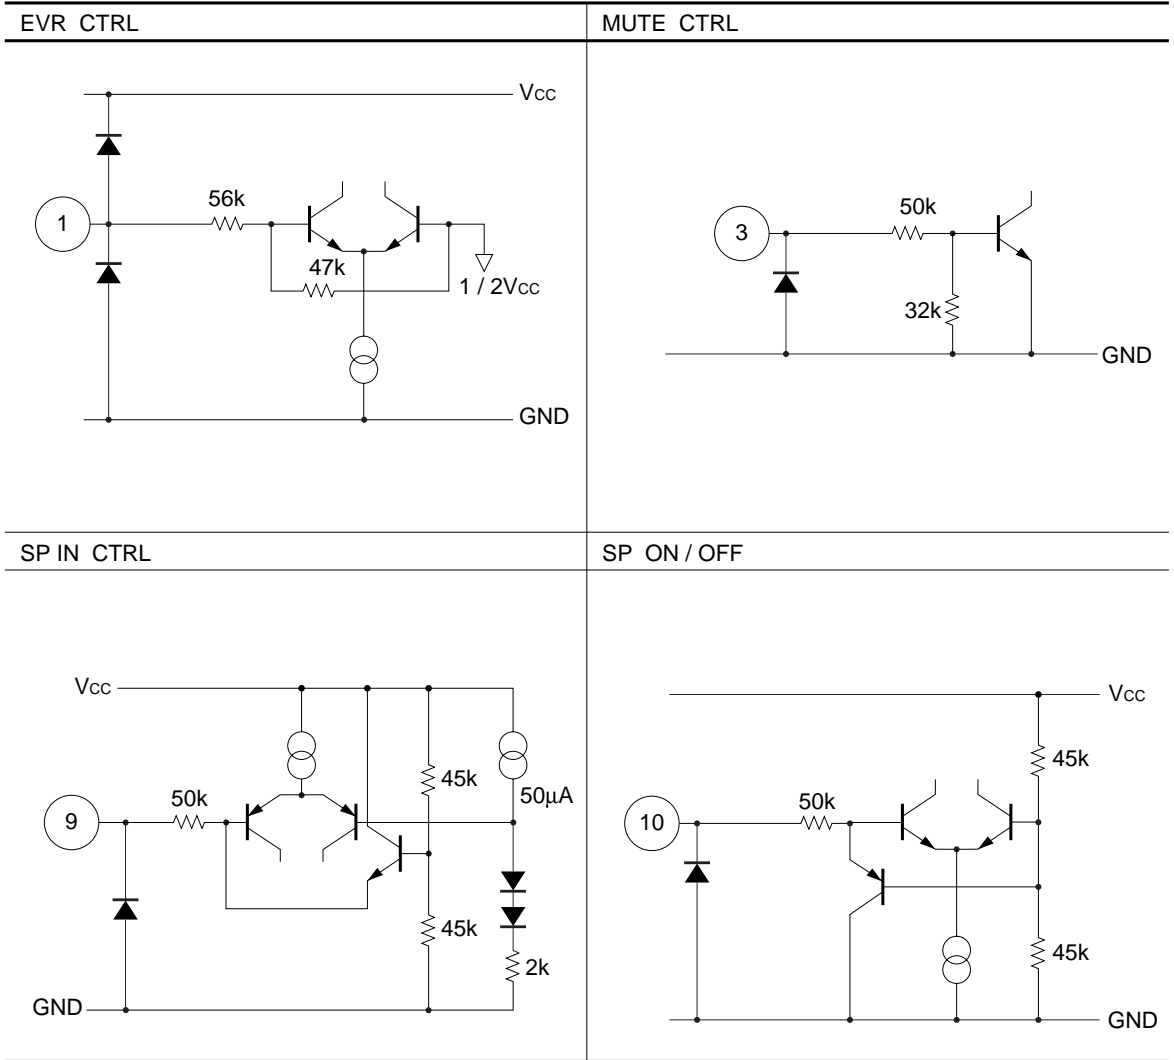 EVR CTRL
MUTE CTRL
Vcc
56k
1
47k
1 / 2Vcc
GND
50k
3
32k
GND
SP IN CTRL
SP ON / OFF
Vcc
45k
50µA
50k
9
45k
2k
GND
Vcc
45k
50k
10
45k
GND